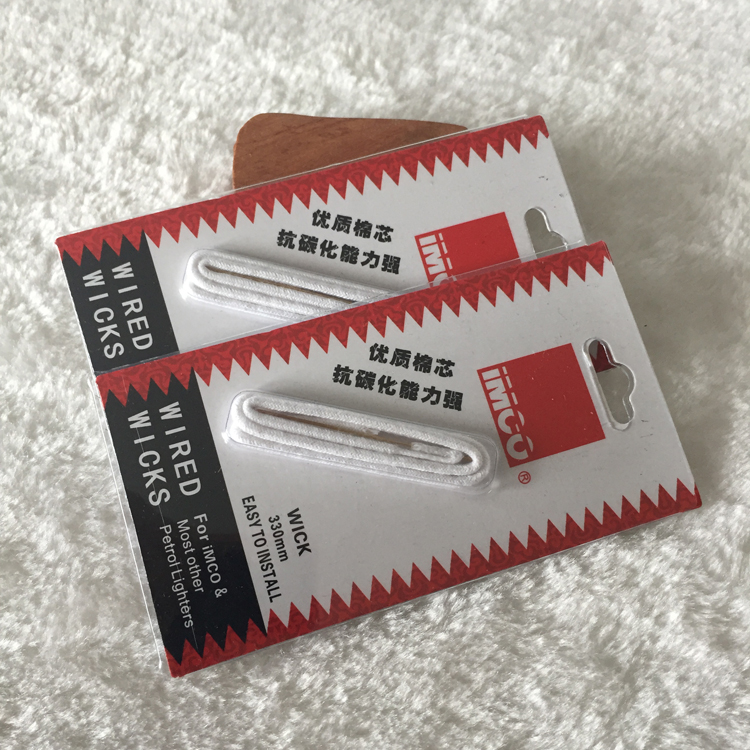 优质棉芯
抗碳化能力强
iMC
WIRED
WICKS
优质棉芯
抗碳化能力强
iMCO
®
WIRED
WICKS
For iMCO &
Most other
Petrol Lighters
WICK
330mm
EASY TO INSTALL